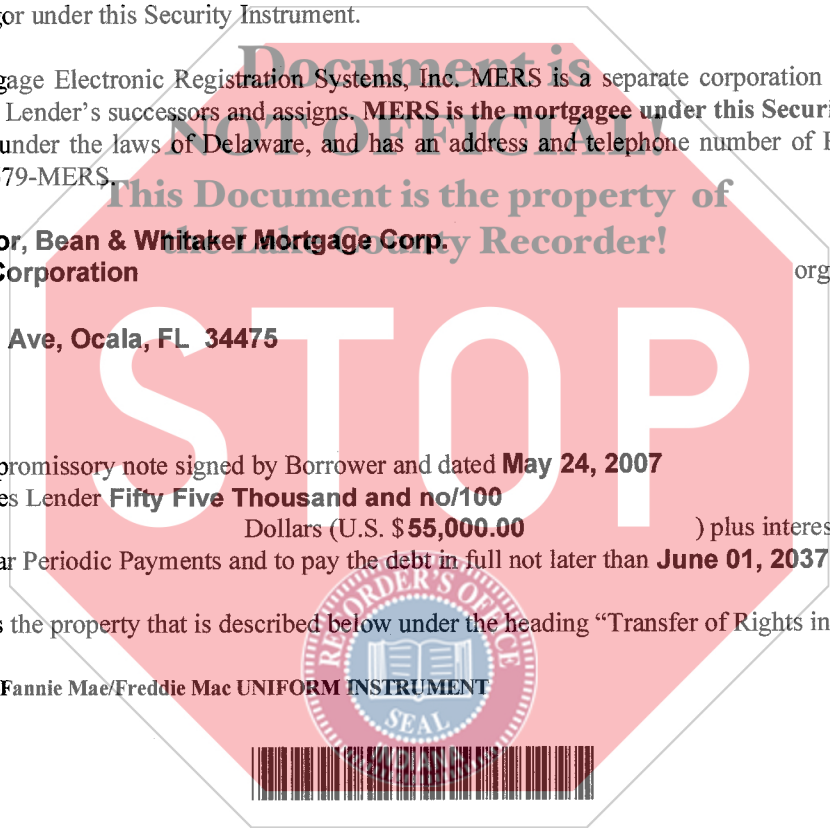 gor under this Security Instrument.
Document is
gage Electronic Registration Systems, Inc. MERS is a separate corporation
Lender's successors and assigns. MERS is the mortgagee under this Securi
NOT OFFICIAL!
under the laws of Delaware, and has an address and telephone number of
79-MERS.
This Document is the property of
or, Bean & Whitaker Mortgage Corp.
the Lake County Recorder!
Corporation
org
Ave, Ocala, FL 34475
STOP
promissory note signed by Borrower and dated May 24, 2007
es Lender Fifty Five Thousand and no/100
Dollars (U.S. $55,000.00 ) plus interes
ar Periodic Payments and to pay the debt in full not later than June 01, 2037
RECORDER'S OFFICE
s the property that is described below under the heading “Transfer of Rights in
Fannie Mae/Freddie Mac UNIFORM INSTRUMENT
SEAL
INDIANA